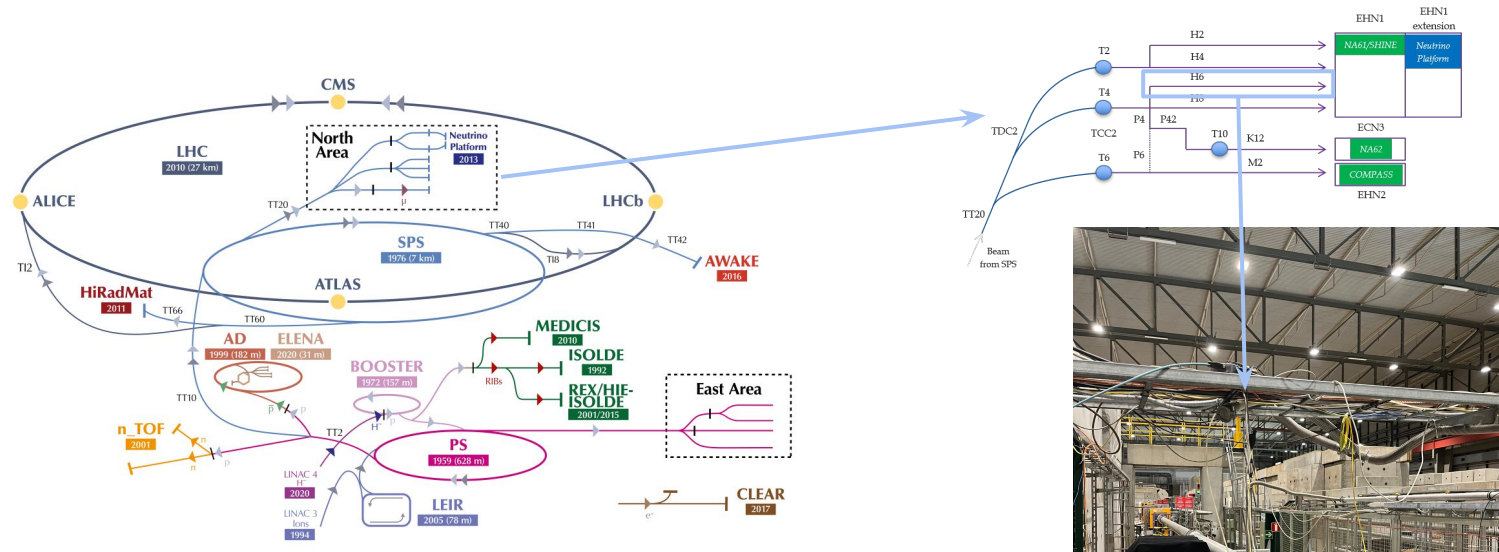 CMS
North
Area
Neutrino
Platform
2013
μ
LHC
2010 (27 km)
ALICE
LHCb
TT20
TT40
TT41
TT42
TI8
SPS
1976 (7 km)
AWAKE
2016
TI2
ATLAS
HiRadMat
2011
TT66
TT60
AD
1999 (182 m)
ELENA
2020 (31 m)
p
p
TT10
TT2
BOOSTER
1972 (157 m)
H⁻
p
RIBs
MEDICIS
2010
ISOLDE
1992
REX/HIE-
ISOLDE
2001/2015
East Area
n_TOF
2001
n
n
p
PS
1959 (628 m)
LINAC 4
H⁻
2020
LINAC 3
Ions
1994
LEIR
2005 (78 m)
e⁻
CLEAR
2017
EHN1
EHN1
extension
NA61/SHINE
Neutrino
Platform
H2
T2
H4
H6
T4
H8
TDC2
TCC2
P4
P42
T10
K12
ECN3
NA62
P6
M2
T6
COMPASS
EHN2
TT20
Beam
from SPS